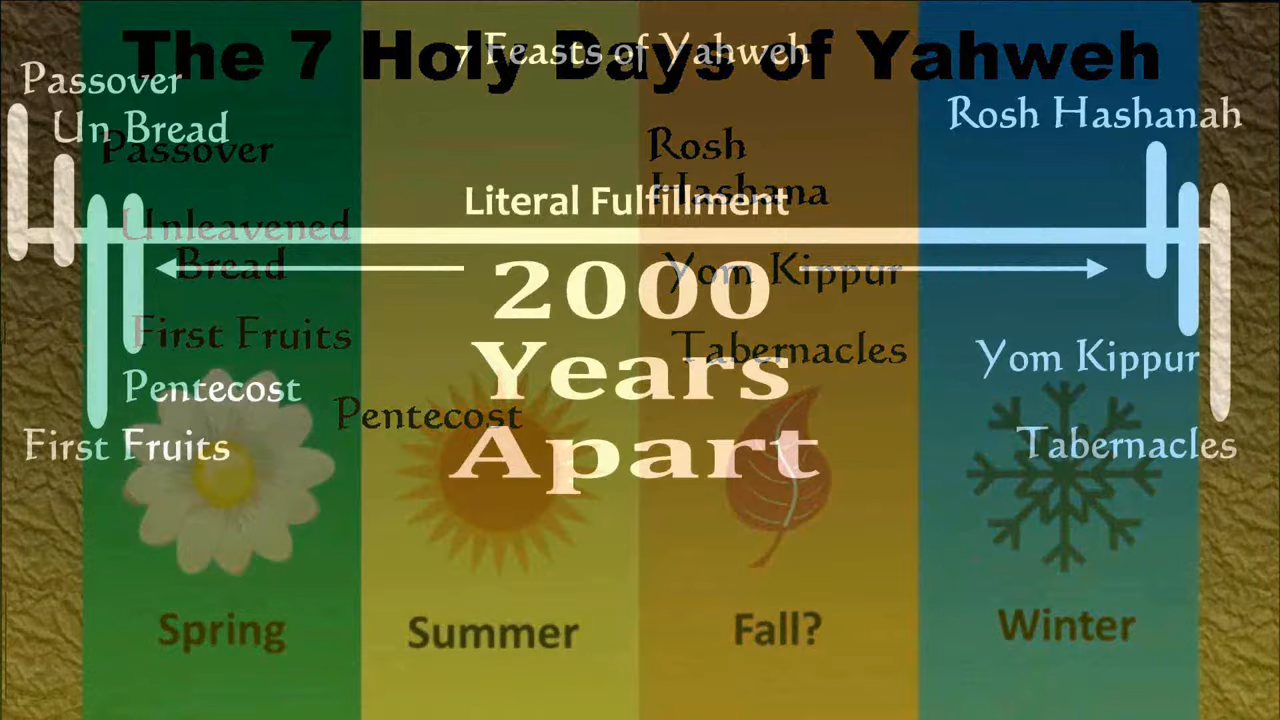 The 7 Holy Days of Yahweh
7 Feasts of Yahweh
Passover
Un Bread
Passover
Unleavened
Bread
First Fruits
Pentecost
Pentecost
First Fruits
Literal Fulfillment
2000
Years
Apart
Rosh
Hashana
Yom Kippur
Tabernacles
Rosh Hashanah
Yom Kippur
Tabernacles
Spring
Summer
Fall?
Winter